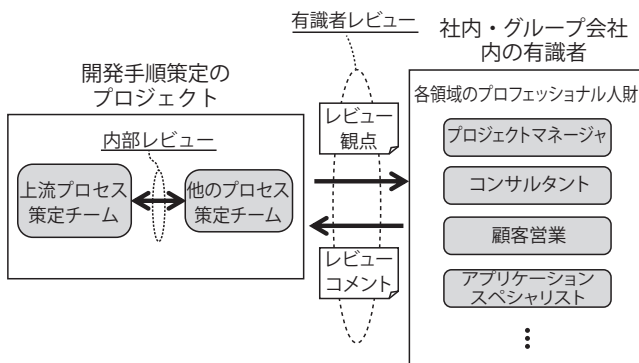 有識者レビュー
社内・グループ会社
内の有識者
開発手順策定の
プロジェクト
各領域のプロフェッショナル人財
レビュー
観点
内部レビュー
プロジェクトマネージャ
上流プロセス
策定チーム
他のプロセス
策定チーム
コンサルタント
顧客営業
レビュー
コメント
アプリケーション
スペシャリスト